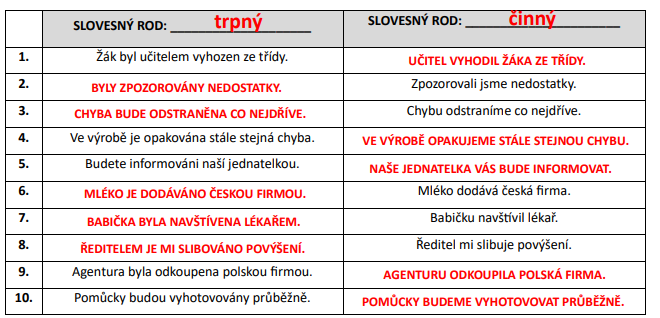 SLOVESNÝ ROD: trpný
SLOVESNÝ ROD: činný
1. Žák byl učitelem vyhozen ze třídy. UČITEL VYHODIL ŽÁKA ZE TŘÍDY.
2. BYLY ZPOZOROVÁNY NEDOSTATKY. Zpozorovali jsme nedostatky.
3. CHYBA BUDE ODSTRANĚNA CO NEJDŘÍVE. Chybu odstraníme co nejdříve.
4. Ve výrobě je opakována stále stejná chyba. VE VÝROBĚ OPAKUJEME STÁLE STEJNOU CHYBU.
5. Budete informováni naší jednatelkou. NAŠE JEDNATELKA VÁS BUDE INFORMOVAT.
6. MLÉKO JE DODÁVÁNO ČESKOU FIRMOU. Mléko dodává česká firma.
7. BABIČKA BYLA NAVŠTÍVENA LÉKAŘEM. Babičku navštívil lékař.
8. ŘEDITELEM JE MI SLIBOVÁNO POVÝŠENÍ. Ředitel mi slibuje povýšení.
9. Agentura byla odkoupena polskou firmou. AGENTURU ODKOUPILA POLSKÁ FIRMA.
10. Pomůcky budou vyhotovovány průběžně. POMŮCKY BUDEME VYHOTOVOVAT PRŮBĚŽNĚ.